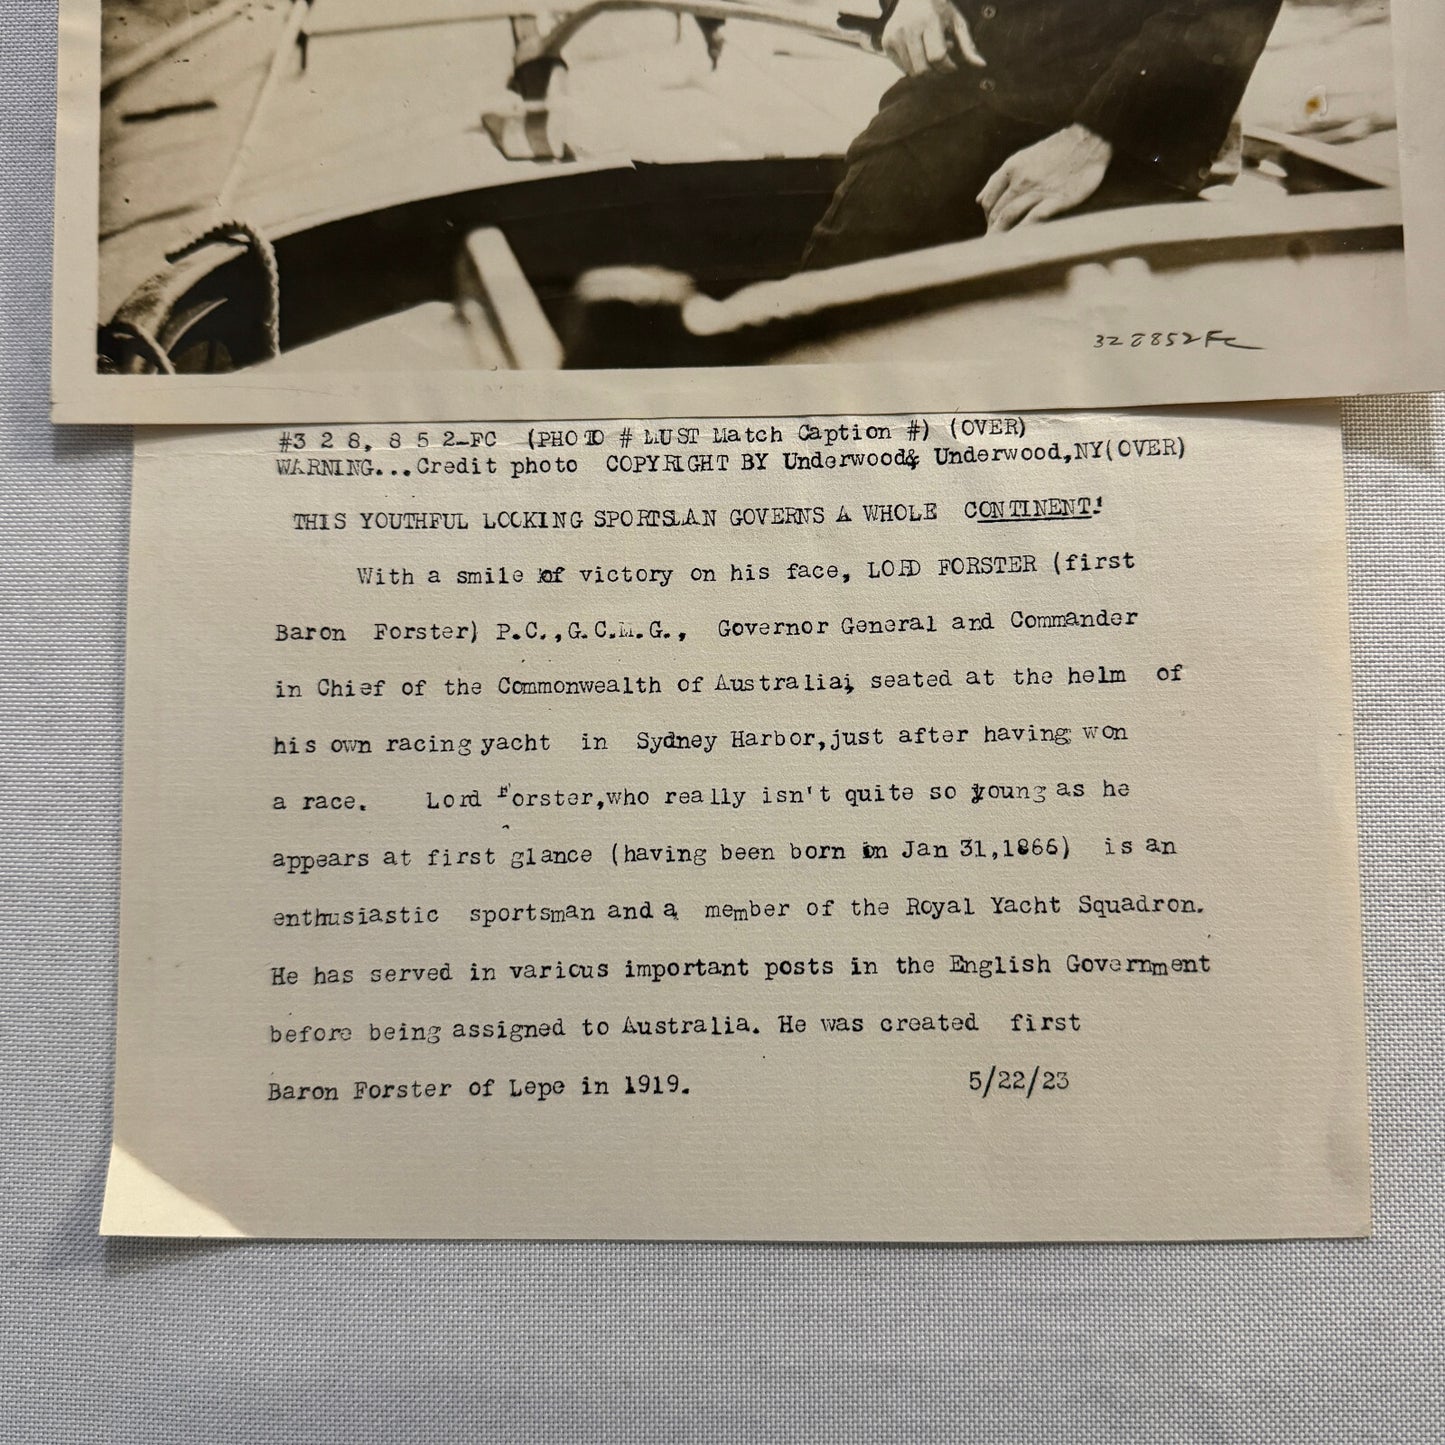 328852FC
#3 2 8, 8 5 2-FC (PHOTO # MUST Match Caption #) (OVER)
WARNING...Credit photo COPYRIGHT BY Underwood& Underwood,NY(OVER)
THIS YOUTHFUL LOOKING SPORTSMAN GOVERNS A WHOLE CONTINENT!
With a smile of victory on his face, LORD FORSTER (first
Baron Forster) P.C.,G.C.M.G., Governor General and Commander
in Chief of the Commonwealth of Australia; seated at the helm of
his own racing yacht in Sydney Harbor,just after having won
a race. Lord Forster,who really isn't quite so young as he
appears at first glance (having been born on Jan 31,1866) is an
enthusiastic sportsman and a member of the Royal Yacht Squadron.
He has served in various important posts in the English Government
before being assigned to Australia. He was created first
Baron Forster of Lepe in 1919. 5/22/23